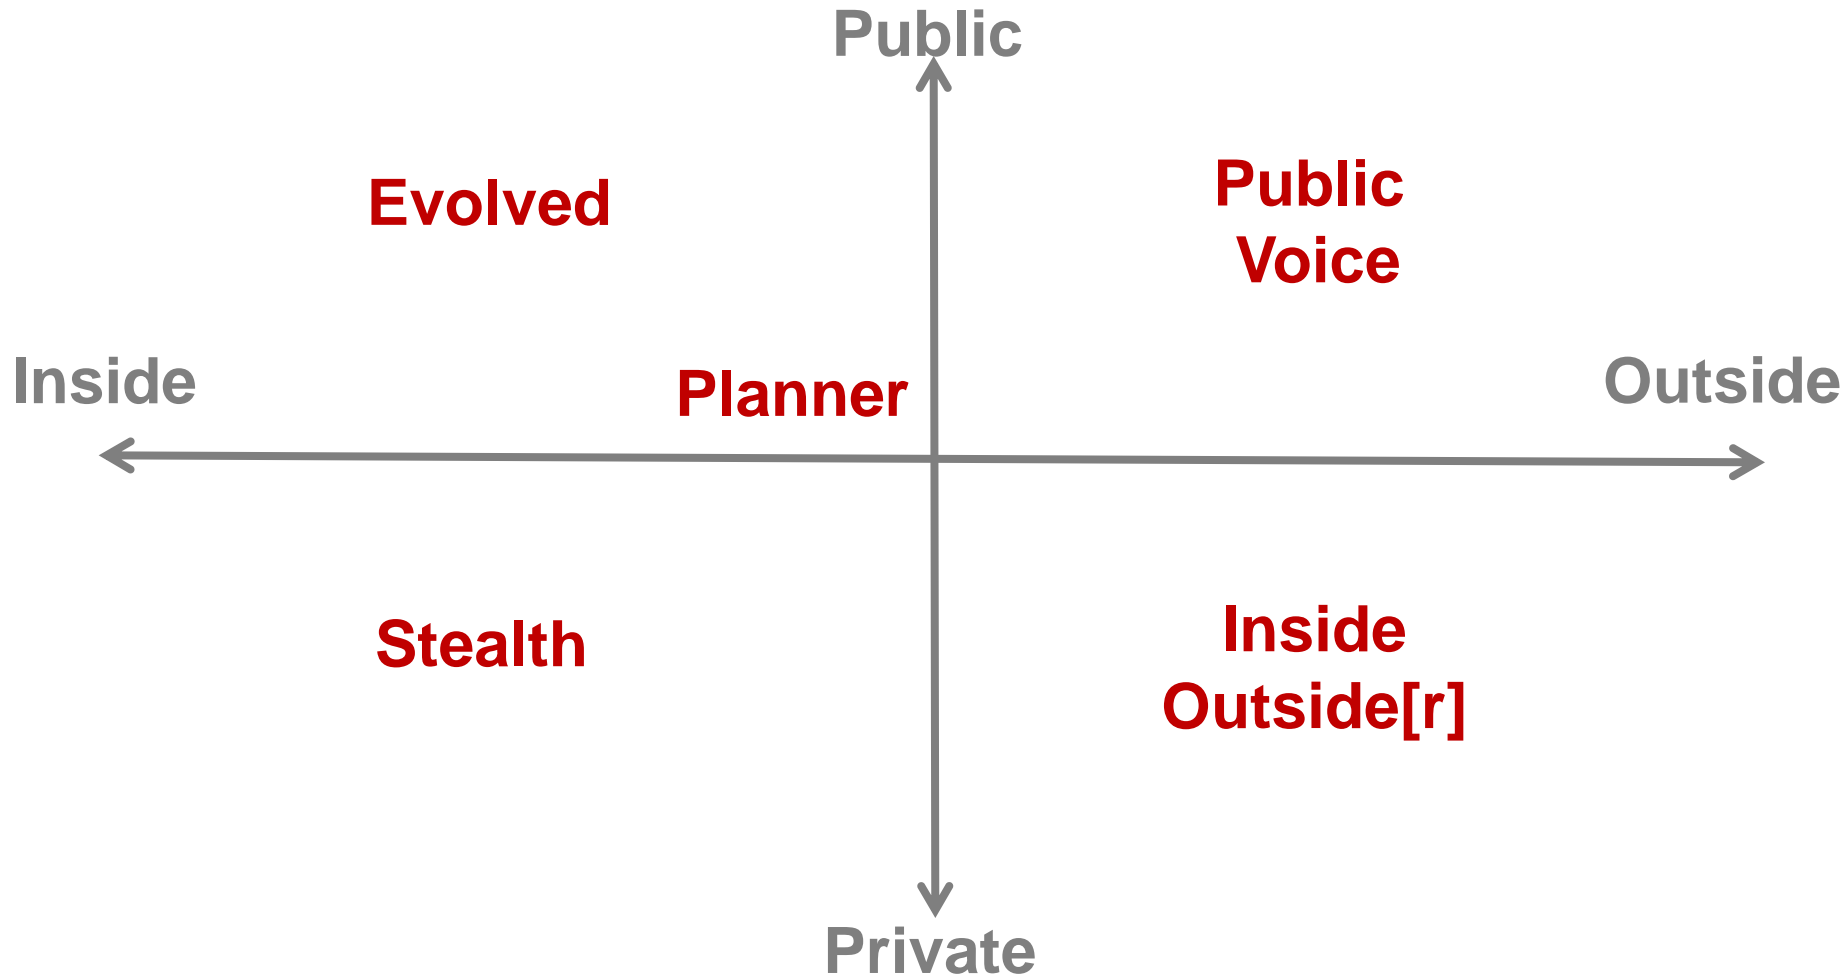 Public
Evolved
Public
Voice
Inside
Planner
Outside
Stealth
Inside
Outside[r]
Private